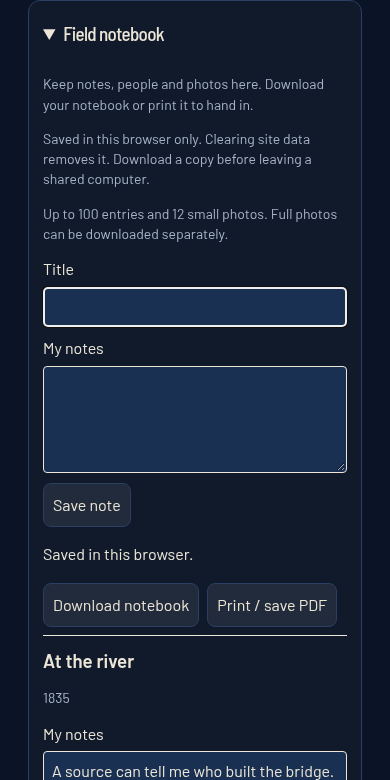 Field notebook
Keep notes, people and photos here. Download
your notebook or print it to hand in.
Saved in this browser only. Clearing site data
removes it. Download a copy before leaving a
shared computer.
Up to 100 entries and 12 small photos. Full photos
can be downloaded separately.
Title
My notes
Save note
Saved in this browser.
Download notebook Print / save PDF
At the river
1835
My notes
A source can tell me who built the bridge.